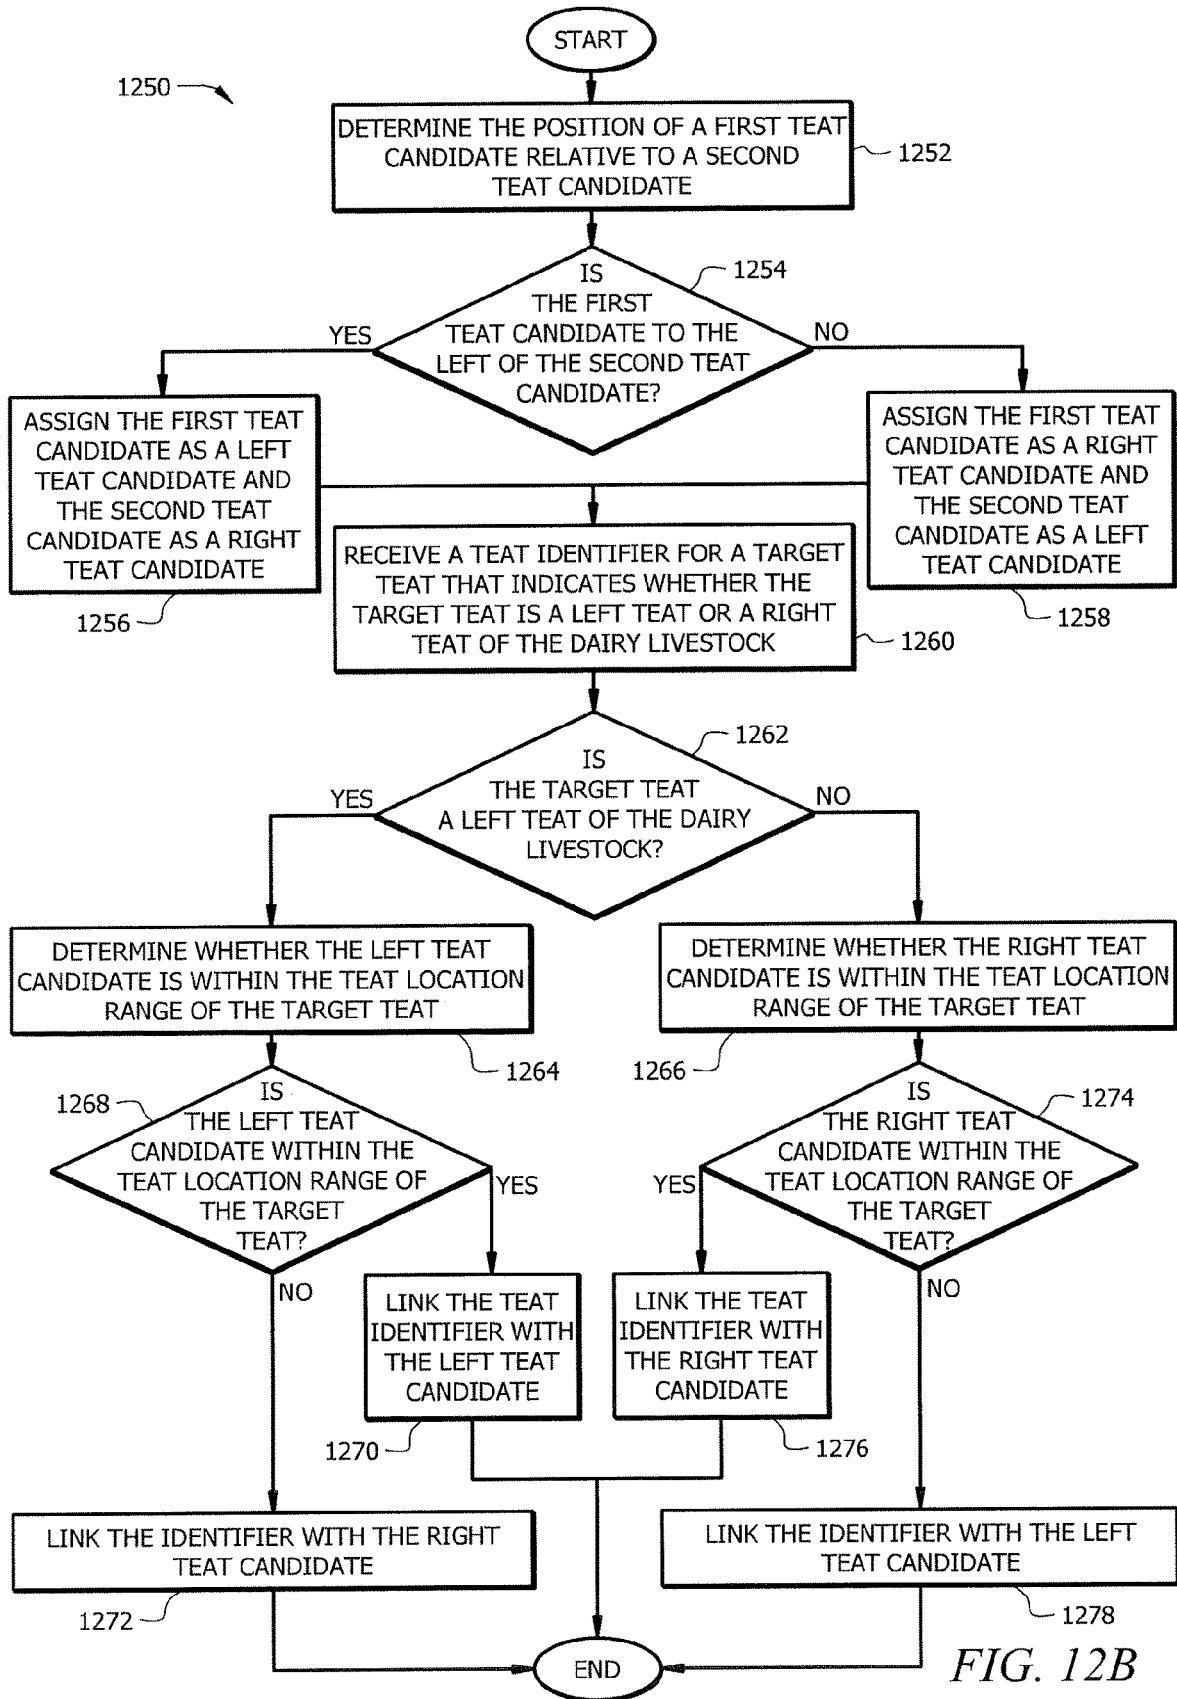 START
1250
DETERMINE THE POSITION OF A FIRST TEAT
CANDIDATE RELATIVE TO A SECOND
TEAT CANDIDATE
1252
IS
THE FIRST
TEAT CANDIDATE TO THE
LEFT OF THE SECOND TEAT
CANDIDATE?
1254
YES
NO
ASSIGN THE FIRST TEAT
CANDIDATE AS A LEFT
TEAT CANDIDATE AND
THE SECOND TEAT
CANDIDATE AS A RIGHT
TEAT CANDIDATE
1256
ASSIGN THE FIRST TEAT
CANDIDATE AS A RIGHT
TEAT CANDIDATE AND
THE SECOND TEAT
CANDIDATE AS A LEFT
TEAT CANDIDATE
1258
RECEIVE A TEAT IDENTIFIER FOR A TARGET
TEAT THAT INDICATES WHETHER THE
TARGET TEAT IS A LEFT TEAT OR A RIGHT
TEAT OF THE DAIRY LIVESTOCK
1260
IS
THE TARGET TEAT
A LEFT TEAT OF THE DAIRY
LIVESTOCK?
1262
YES
NO
DETERMINE WHETHER THE LEFT TEAT
CANDIDATE IS WITHIN THE TEAT LOCATION
RANGE OF THE TARGET TEAT
1264
DETERMINE WHETHER THE RIGHT TEAT
CANDIDATE IS WITHIN THE TEAT LOCATION
RANGE OF THE TARGET TEAT
1266
IS
THE LEFT TEAT
CANDIDATE WITHIN THE
TEAT LOCATION RANGE OF
THE TARGET
TEAT?
1268
YES
NO
IS
THE RIGHT TEAT
CANDIDATE WITHIN THE
TEAT LOCATION RANGE OF
THE TARGET
TEAT?
1274
YES
NO
LINK THE TEAT
IDENTIFIER WITH
THE LEFT TEAT
CANDIDATE
1270
LINK THE TEAT
IDENTIFIER WITH
THE RIGHT TEAT
CANDIDATE
1276
LINK THE IDENTIFIER WITH THE RIGHT
TEAT CANDIDATE
1272
LINK THE IDENTIFIER WITH THE LEFT
TEAT CANDIDATE
1278
END
FIG. 12B